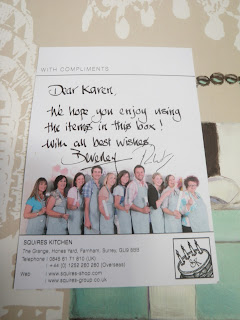 WITH COMPLIMENTS
Dear Karen,
We hope you enjoy using
the items in this box!
With all best wishes,
Beverley
SQUIRES KITCHEN
The Grange, Hones Yard, Farnham, Surrey, GU9 8BB
Telephone : 0845 61 71 810 (UK)
: +44 (0) 1252 260 260 (Overseas)
Web : www.squires-shop.com
: www.squires-group.co.uk
SK